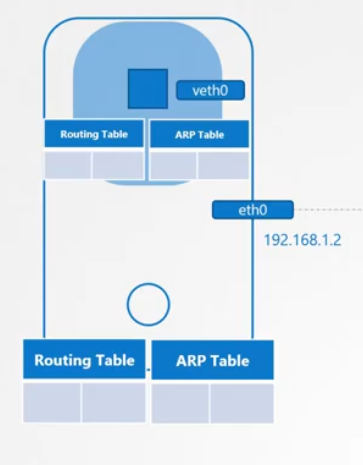 veth0
Routing Table ARP Table
eth0
192.168.1.2
Routing Table ARP Table